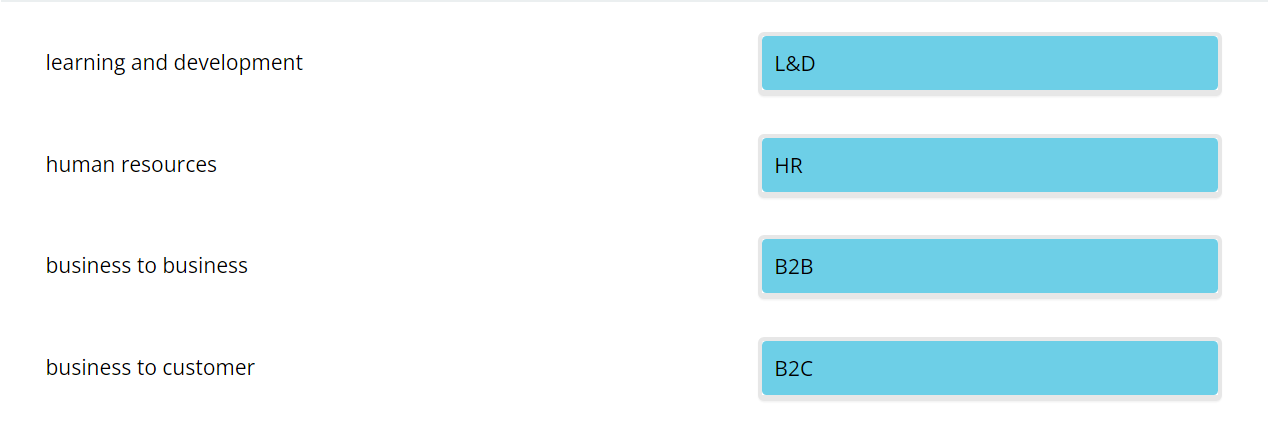 learning and development L&D
human resources HR
business to business B2B
business to customer B2C